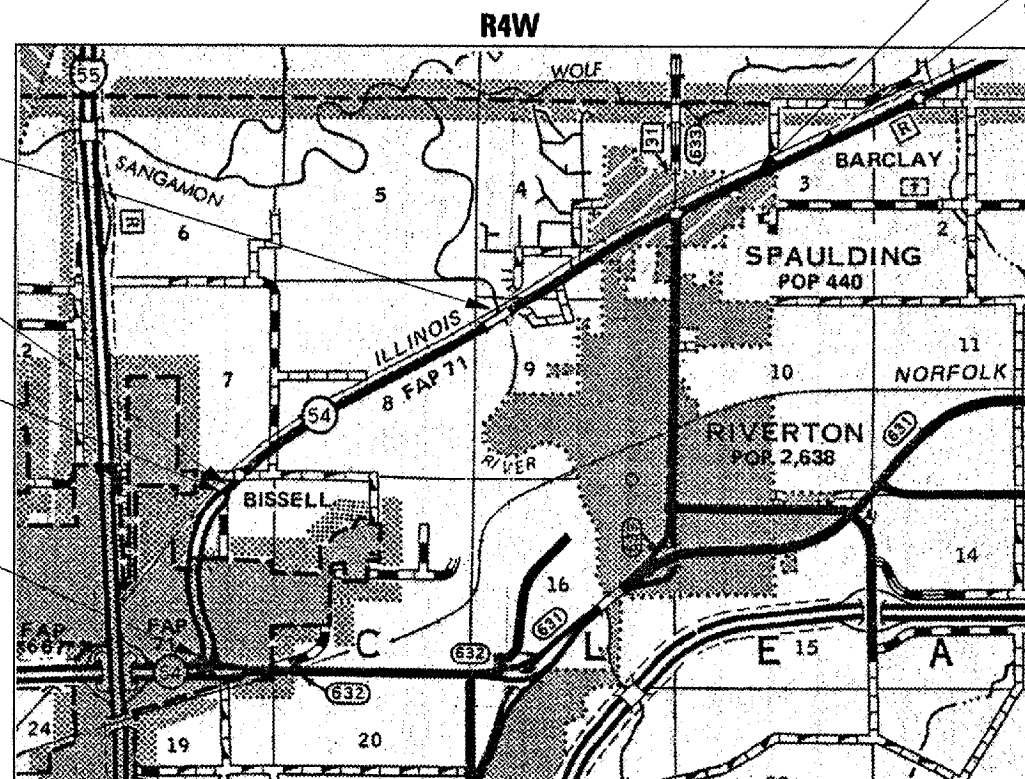 R4W
55
WOLF
31
633
R
BARCLAY
SANGAMON
5
4
3
6
2
SPAULDING
POP 440
ILLINOIS
8 FAP 71
54
2
7
9
10
11
NORFOLK
RIVER
RIVERTON
POP. 2,638
631
BISSELL
16
14
631
FAP
FAP
C
632
L
E
15
A
632
24
19
20